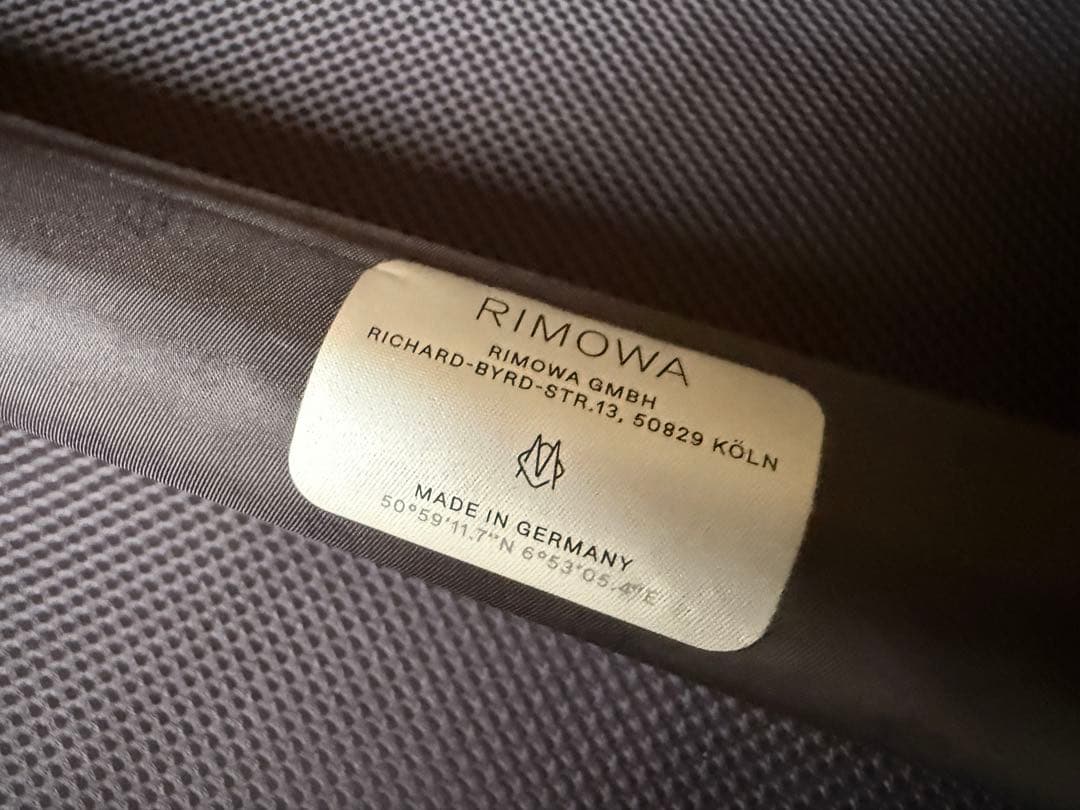 RIMOWA
RIMOWA GMBH
RICHARD-BYRD-STR.13, 50829 KÖLN
MADE IN GERMANY
50°59'11.7"N 6°53'05.4"E